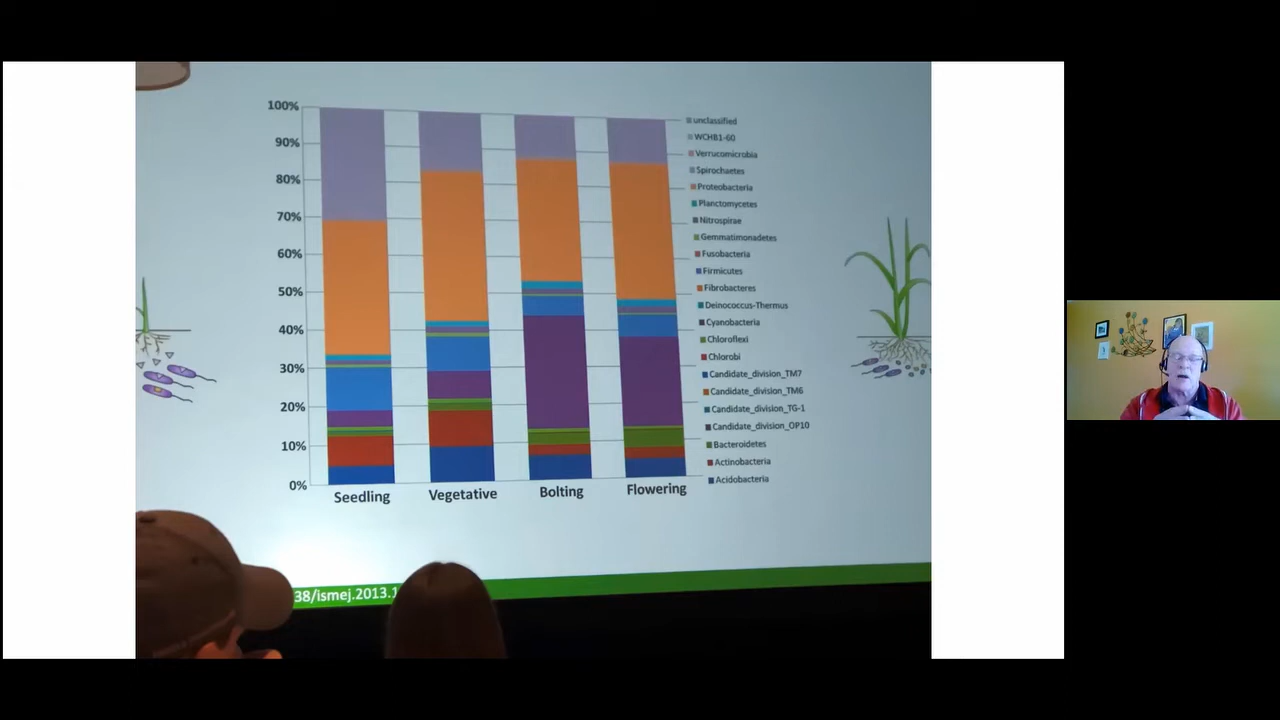 100%
90%
80%
70%
60%
50%
40%
30%
20%
10%
0%
Seedling
Vegetative
Bolting
Flowering
unclassified
WCHB1-60
Verrucomicrobia
Spirochaetes
Proteobacteria
Planctomycetes
Nitrospirae
Gemmatimonadetes
Fusobacteria
Firmicutes
Fibrobacteres
Deinococcus-Thermus
Cyanobacteria
Chloroflexi
Chlorobi
Candidate_division_TM7
Candidate_division_TM6
Candidate_division_TG-1
Candidate_division_OP10
Bacteroidetes
Actinobacteria
Acidobacteria
38/ismej.2013.1